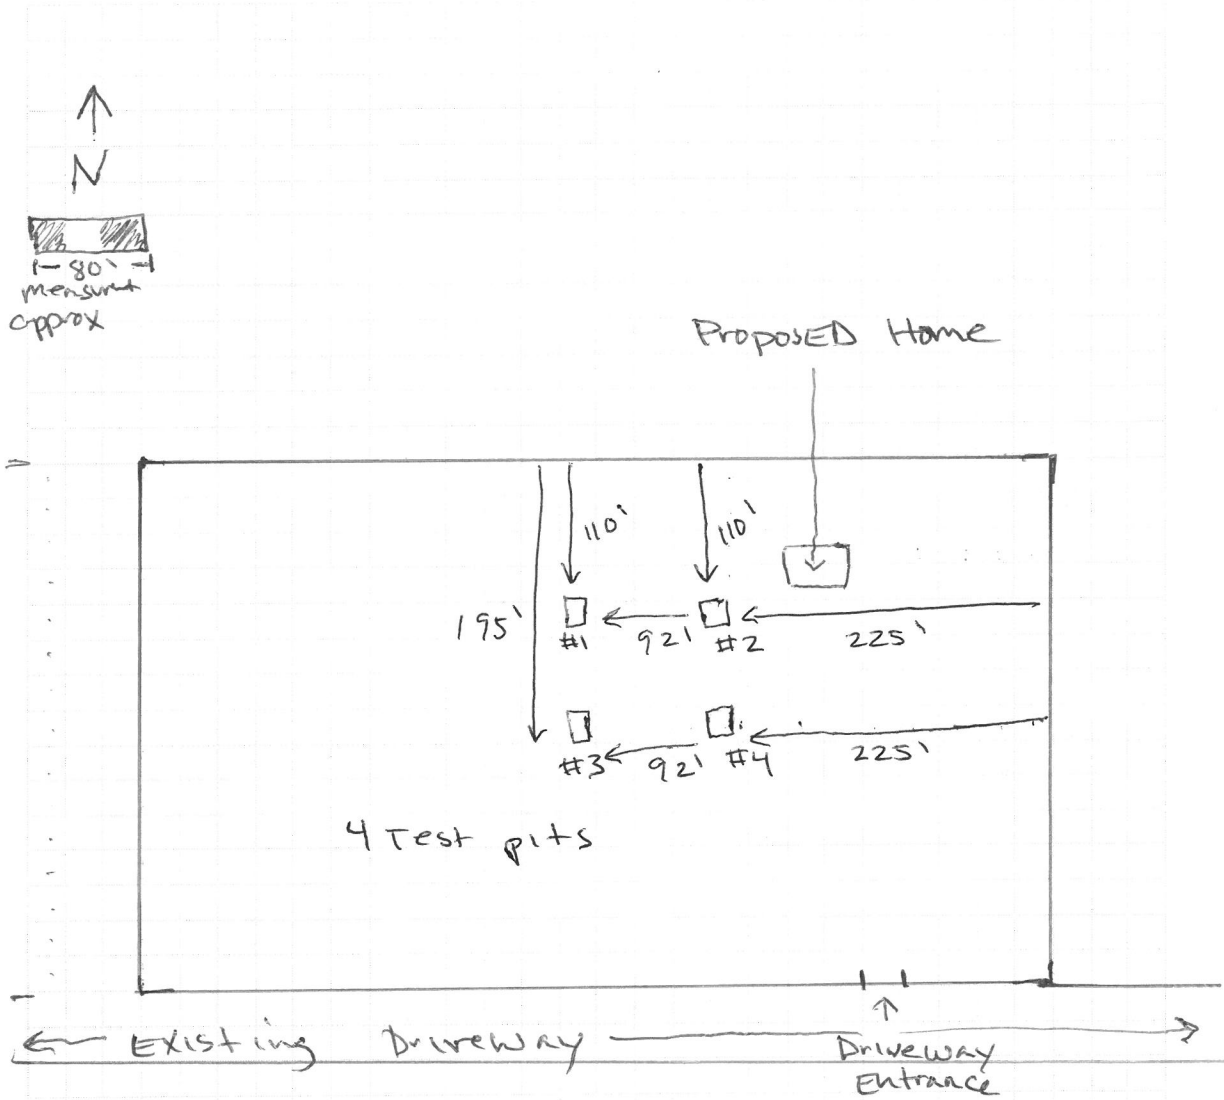 N
80'
approx
PROPOSED Home
110'
110'
195'
#1
92'
#2
225'
#3
92'
#4
225'
4 Test pits
Existing Driveway
Driveway
Entrance